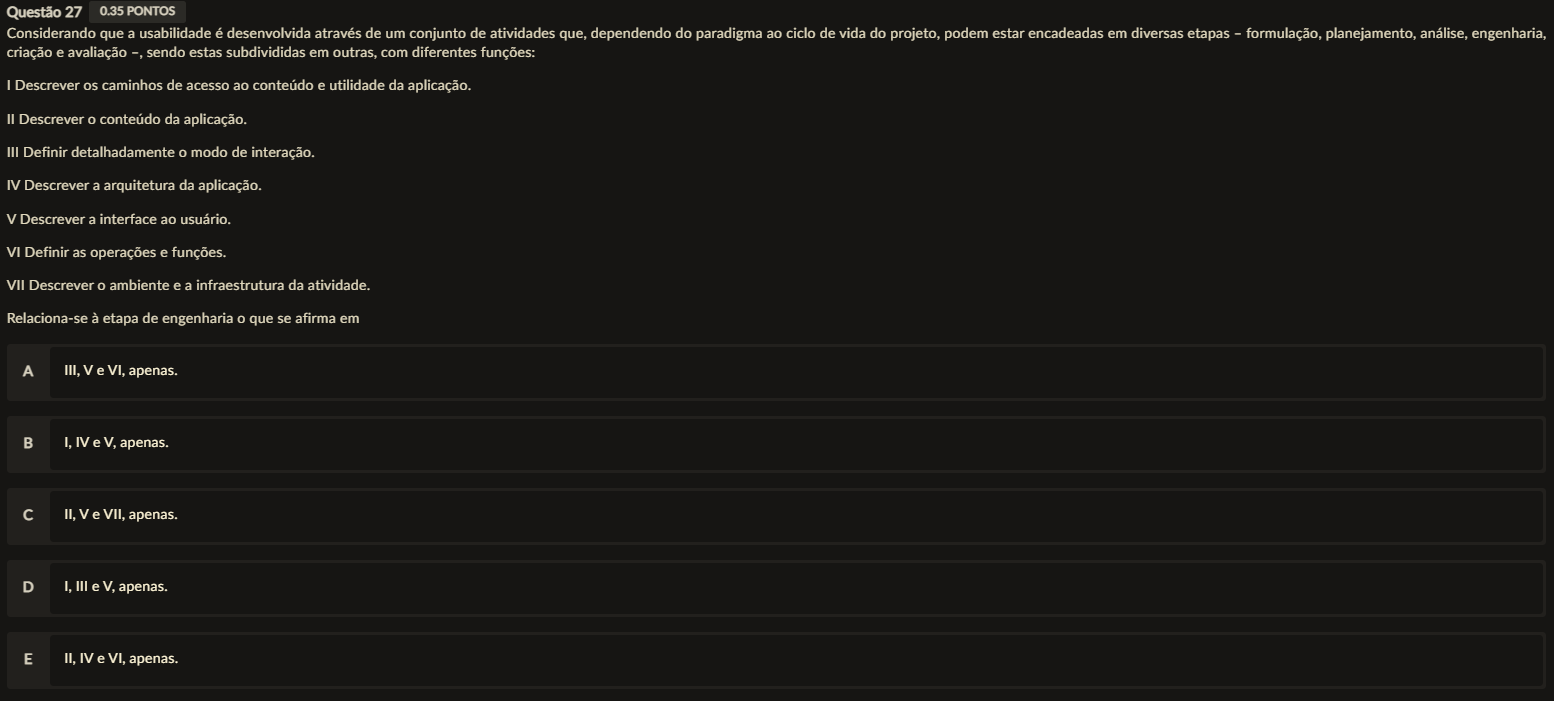 Questão 27 0.35 PONTOS
Considerando que a usabilidade é desenvolvida através de um conjunto de atividades que, dependendo do paradigma ao ciclo de vida do projeto, podem estar encadeadas em diversas etapas – formulação, planejamento, análise, engenharia,
criação e avaliação –, sendo estas subdivididas em outras, com diferentes funções:
I Descrever os caminhos de acesso ao conteúdo e utilidade da aplicação.
II Descrever o conteúdo da aplicação.
III Definir detalhadamente o modo de interação.
IV Descrever a arquitetura da aplicação.
V Descrever a interface ao usuário.
VI Definir as operações e funções.
VII Descrever o ambiente e a infraestrutura da atividade.
Relaciona-se à etapa de engenharia o que se afirma em
A III, V e VI, apenas.
B I, IV e V, apenas.
C II, V e VII, apenas.
D I, III e V, apenas.
E II, IV e VI, apenas.